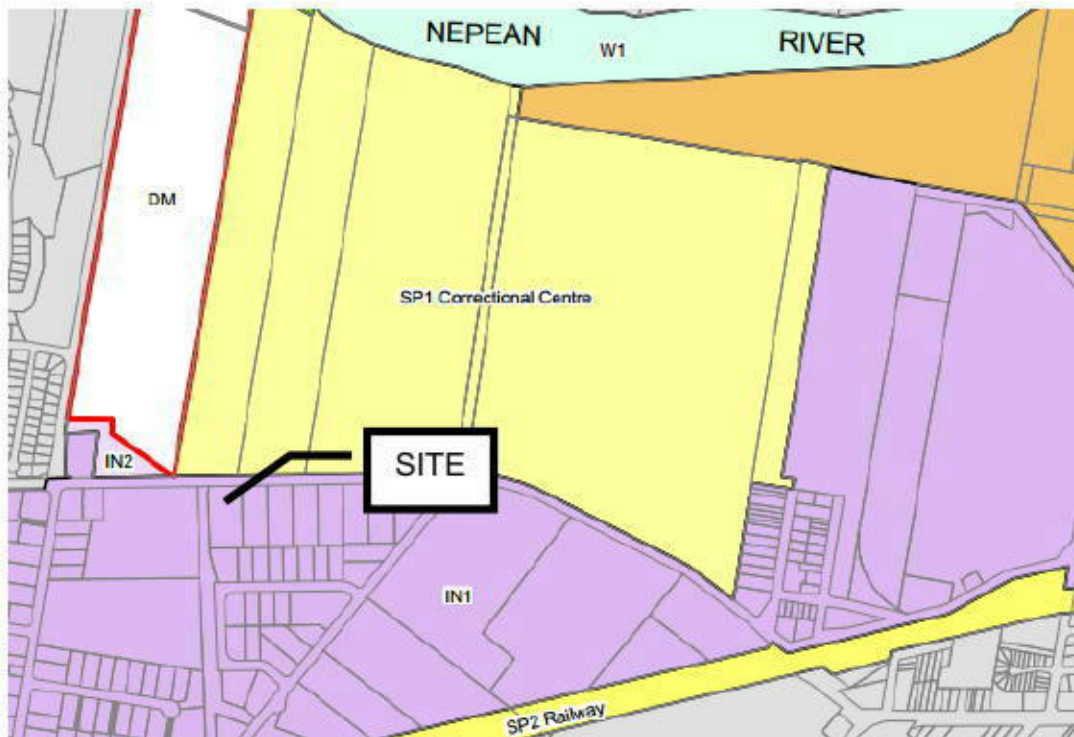 NEPEAN RIVER
W1
DM
SP1 Correctional Centre
SITE
IN2
IN1
SP2 Railway